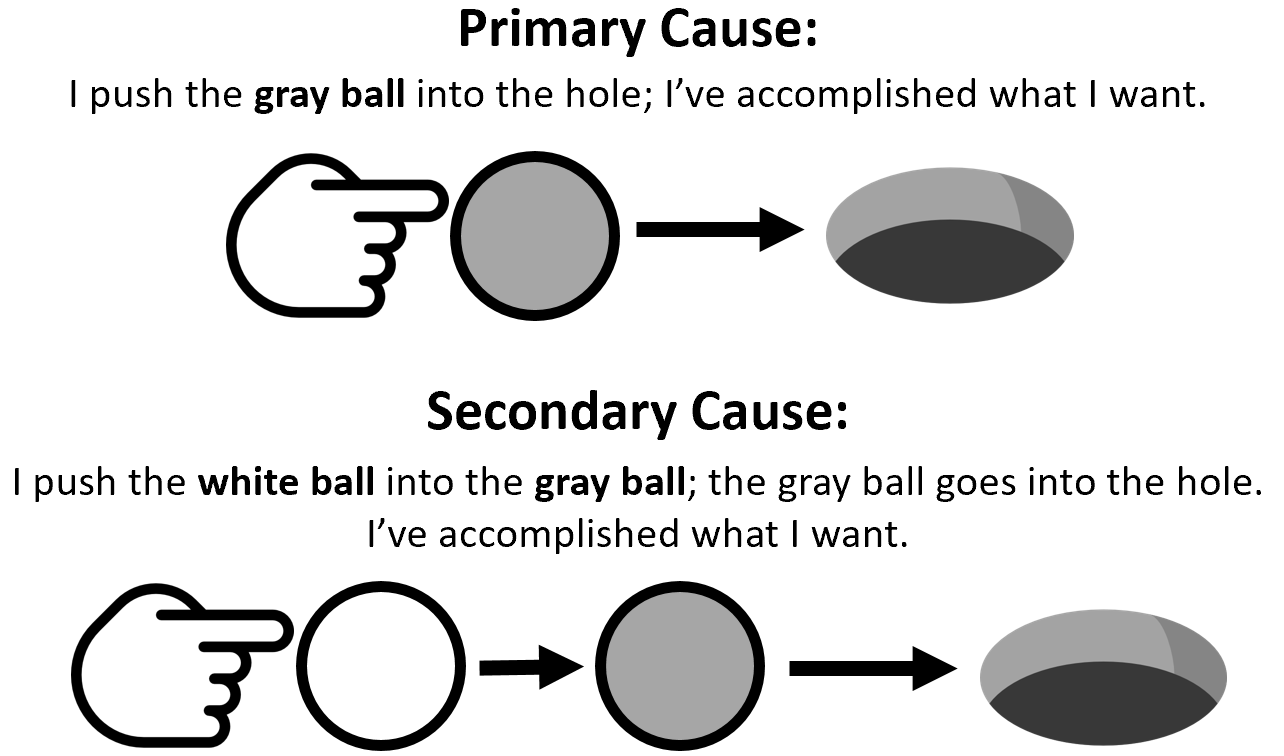 Primary Cause:
I push the gray ball into the hole; I’ve accomplished what I want.
Secondary Cause:
I push the white ball into the gray ball; the gray ball goes into the hole.
I’ve accomplished what I want.